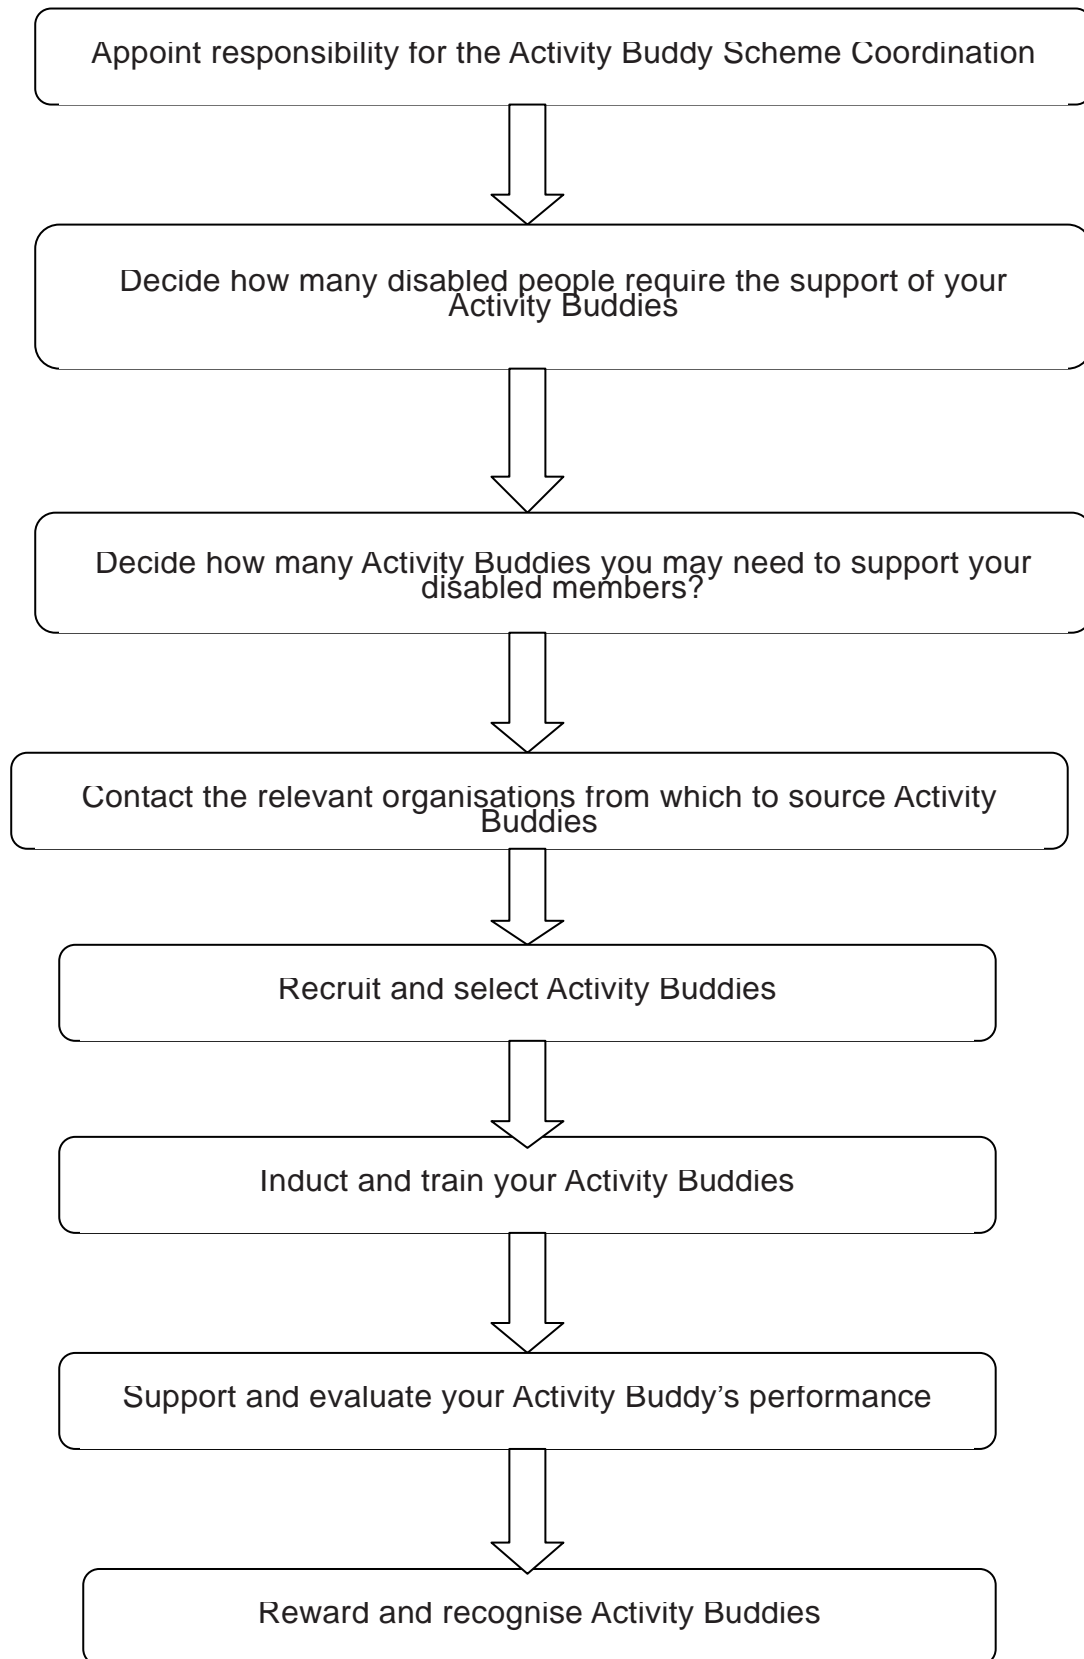 Appoint responsibility for the Activity Buddy Scheme Coordination
Decide how many disabled people require the support of your
Activity Buddies
Decide how many Activity Buddies you may need to support your
disabled members?
Contact the relevant organisations from which to source Activity
Buddies
Recruit and select Activity Buddies
Induct and train your Activity Buddies
Support and evaluate your Activity Buddy’s performance
Reward and recognise Activity Buddies